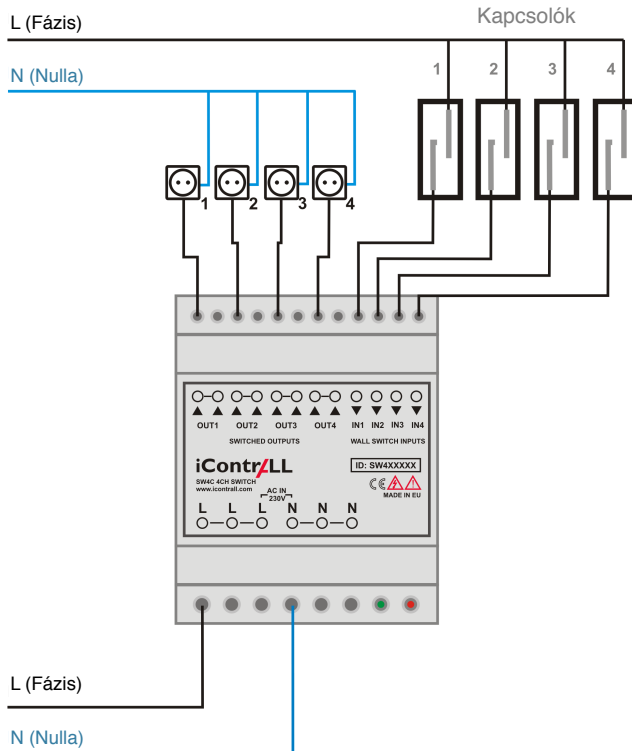 L (Fázis)
Kapcsolók
N (Nulla)
1 2 3 4
1 2 3 4
OUT1 OUT2 OUT3 OUT4 IN1 IN2 IN3 IN4
SWITCHED OUTPUTS WALL SWITCH INPUTS
iContrALL
ID: SW4XXXXX
SW4C 4CH SWITCH
www.icontrall.com
AC IN
230V
CE
MADE IN EU
L L L N N N
L (Fázis)
N (Nulla)